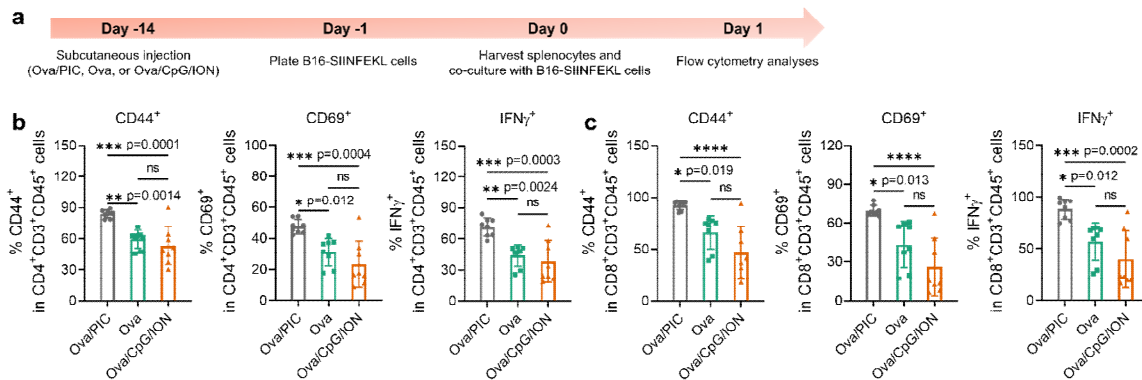 a
Day -14
Day -1
Day 0
Day 1
Subcutaneous injection
(Ova/PIC, Ova, or Ova/CpG/ION)
Plate B16-SIINFEKL cells
Harvest splenocytes and
co-culture with B16-SIINFEKL cells
Flow cytometry analyses
b
CD44+
% CD44+
in CD4+CD3+CD45+ cells
150
120
90
60
30
0
*** p=0.0001
ns
** p=0.0014
Ova/PIC
Ova
Ova/CpG/ION
CD69+
% CD69+
in CD4+CD3+CD45+ cells
100
80
60
40
20
0
*** p=0.0004
ns
* p=0.012
Ova/PIC
Ova
Ova/CpG/ION
IFNγ+
% IFNγ+
in CD4+CD3+CD45+ cells
150
120
90
60
30
0
*** p=0.0003
** p=0.0024
ns
Ova/PIC
Ova
Ova/CpG/ION
c
CD44+
% CD44+
in CD8+CD3+CD45+ cells
150
100
50
0
****
* p=0.019
ns
Ova/PIC
Ova
Ova/CpG/ION
CD69+
% CD69+
in CD8+CD3+CD45+ cells
150
120
90
60
30
0
****
* p=0.013
ns
Ova/PIC
Ova
Ova/CpG/ION
IFNγ+
% IFNγ+
in CD8+CD3+CD45+ cells
150
100
50
0
*** p=0.0002
* p=0.012
ns
Ova/PIC
Ova
Ova/CpG/ION